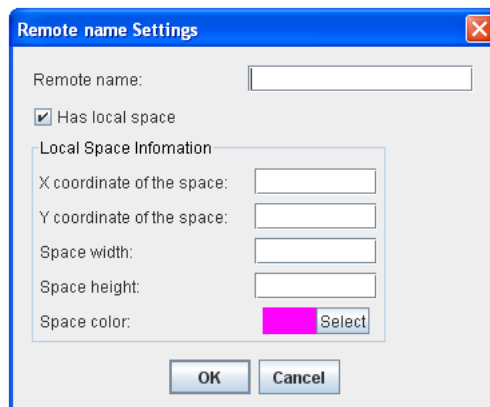 Remote name Settings
Remote name:
Has local space
Local Space Infomation
X coordinate of the space:
Y coordinate of the space:
Space width:
Space height:
Space color: Select
OK Cancel